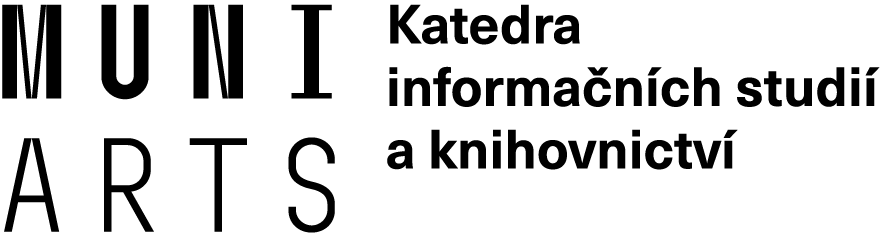 MUNI
ARTS
Katedra
informačních studií
a knihovnictví